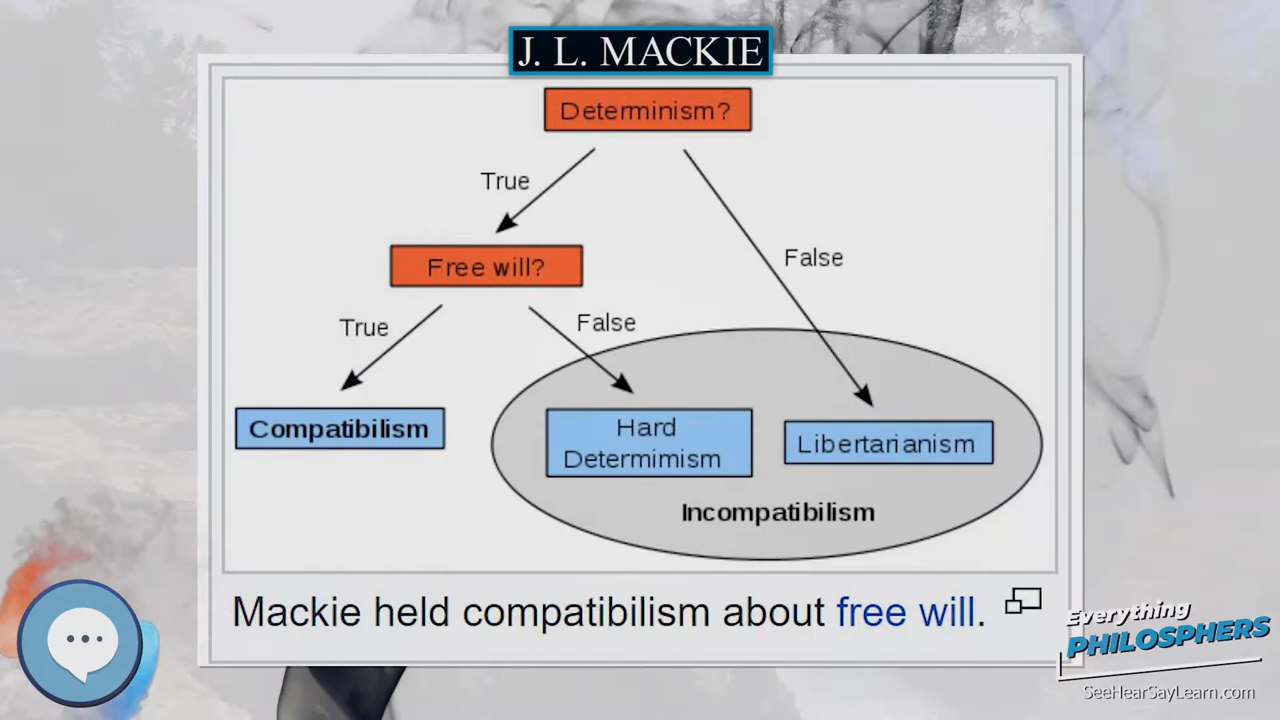 J. L. MACKIE
Determinism?
True
False
Free will?
True
False
Compatibilism
Hard
Determimism
Libertarianism
Incompatibilism
Mackie held compatibilism about free will.
Everything
PHILOSPHERS
SeeHearSayLearn.com